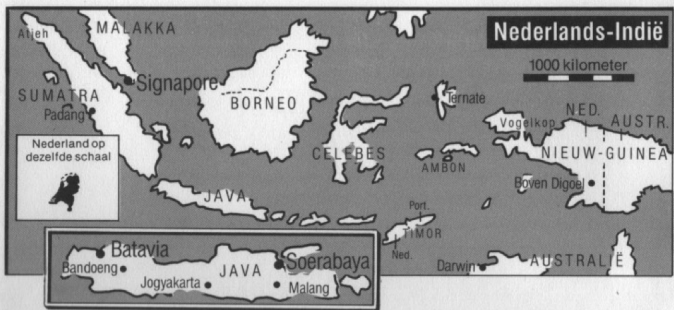 Nederlands-Indië
1000 kilometer
Atjeh
MALAKKA
Signapore
SUMATRA
Padang
BORNEO
Ternate
NED.
AUSTR.
Vogelkop
NIEUW-GUINEA
Nederland op
dezelfde schaal
CELEBES
AMBON
Boven Digoel
JAVA
Port.
TIMOR
Ned.
Darwin
AUSTRALIË
Batavia
Bandoeng
JAVA
Soerabaya
Jogyakarta
Malang